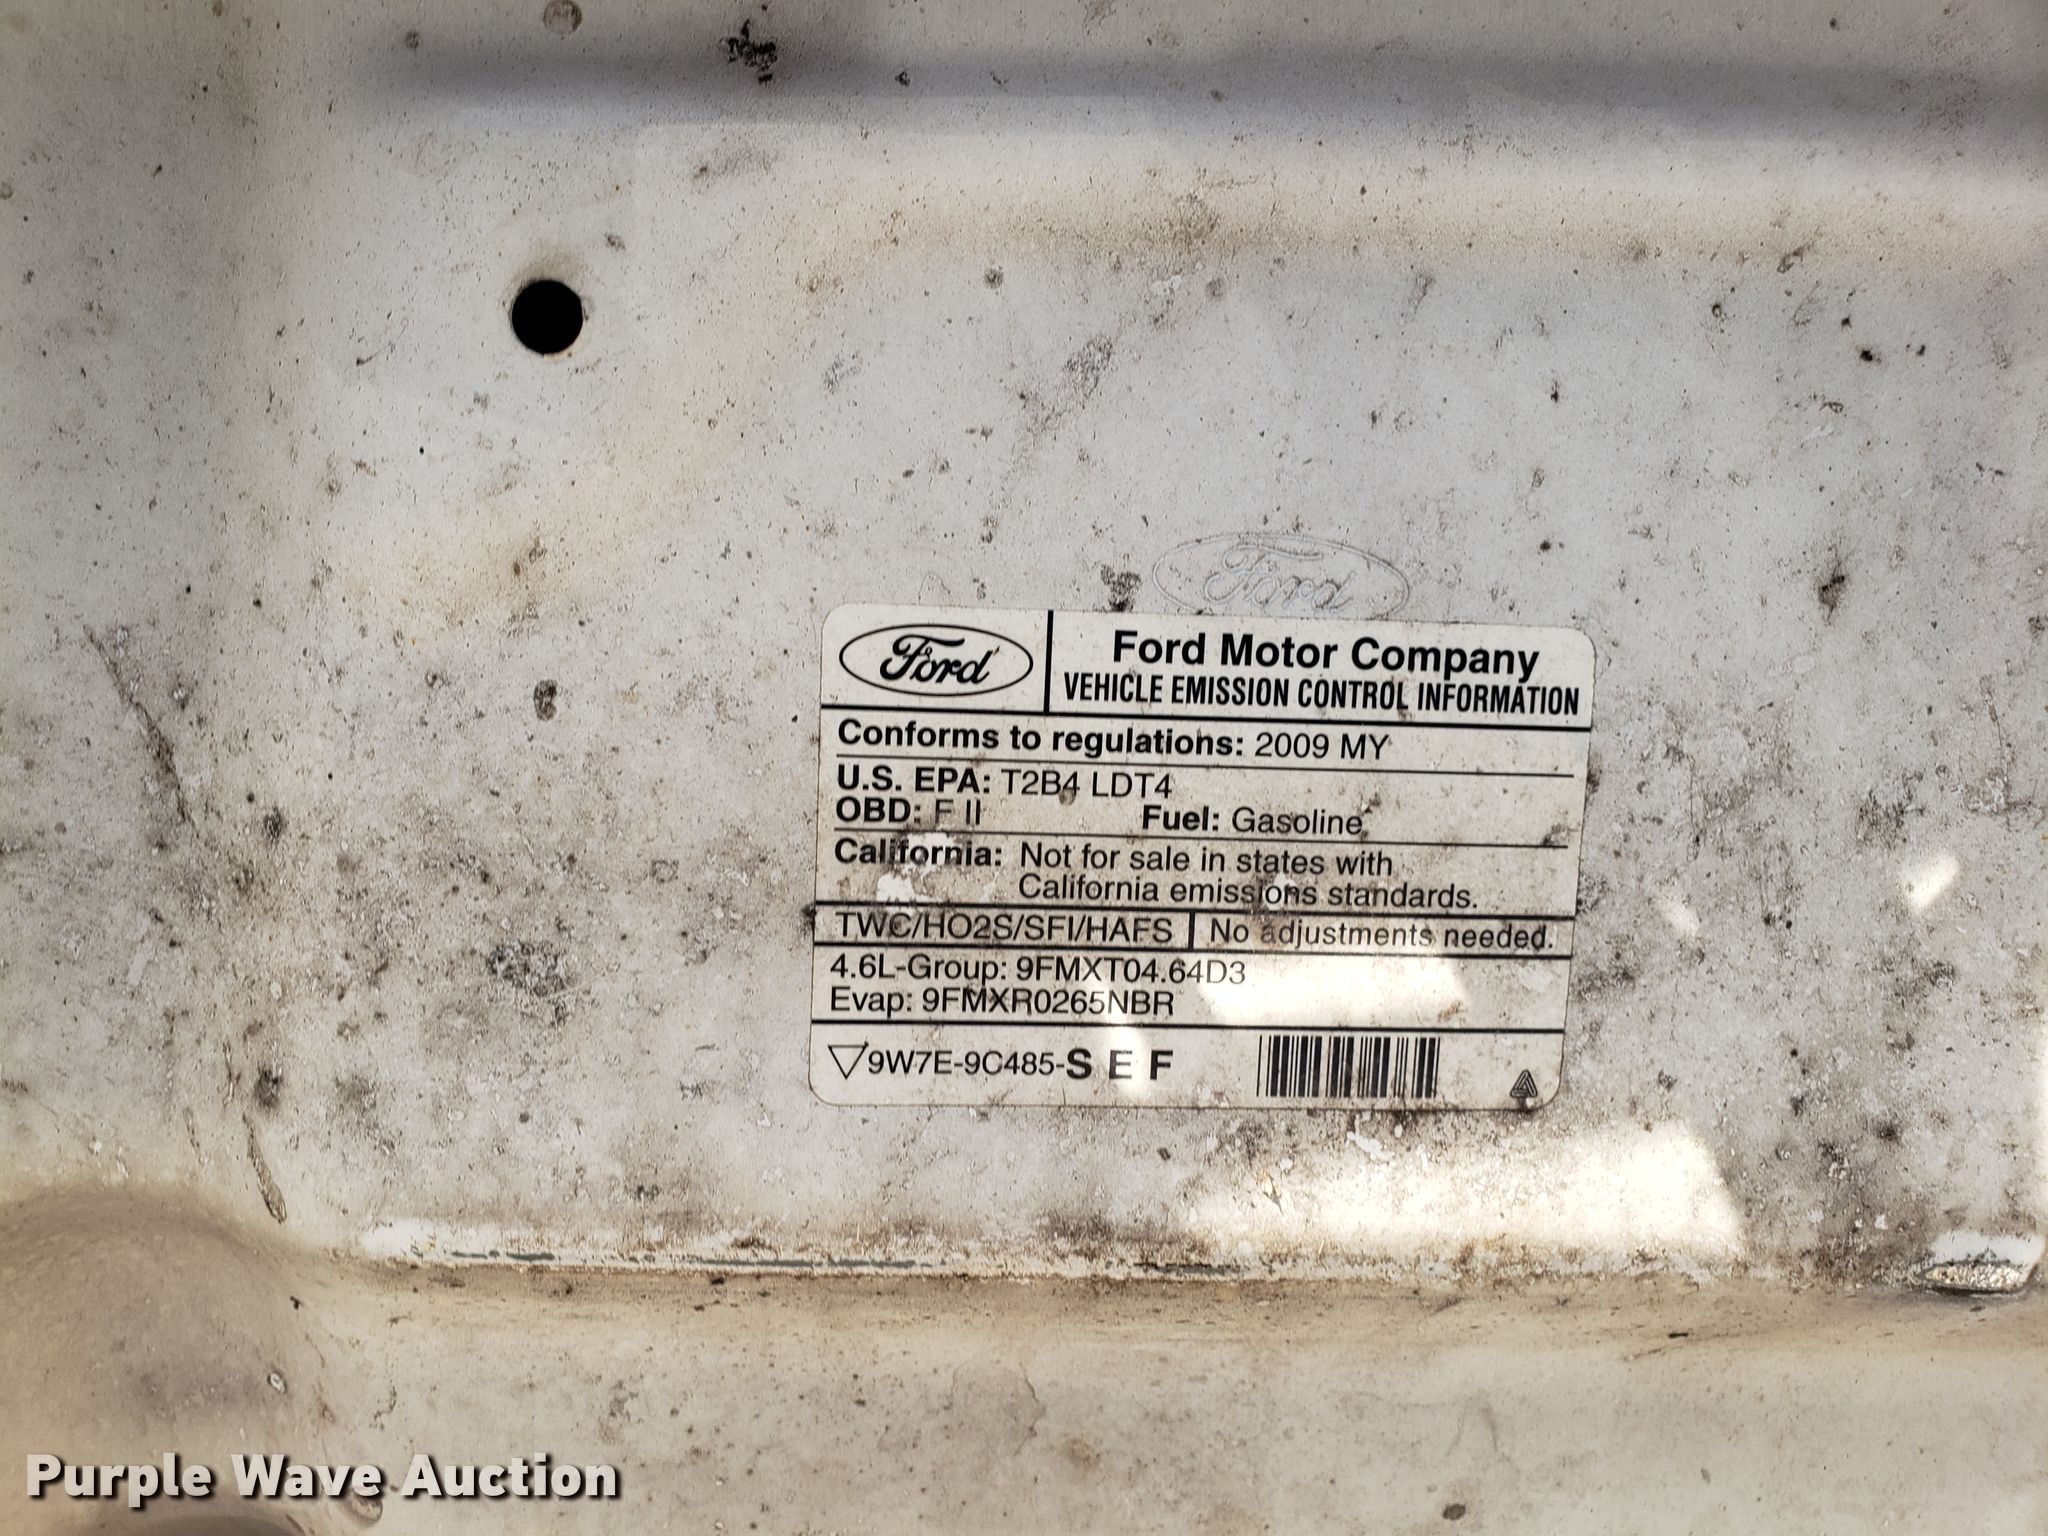 Ford
Ford
Ford Motor Company
VEHICLE EMISSION CONTROL INFORMATION
Conforms to regulations: 2009 MY
U.S. EPA: T2B4 LDT4
OBD: F II Fuel: Gasoline
California: Not for sale in states with
California emissions standards.
TWC/HO2S/SFI/HAFS No adjustments needed.
4.6L-Group: 9FMXT04.64D3
Evap: 9FMXR0265NBR
9W7E-9C485-S E F
Purple Wave Auction